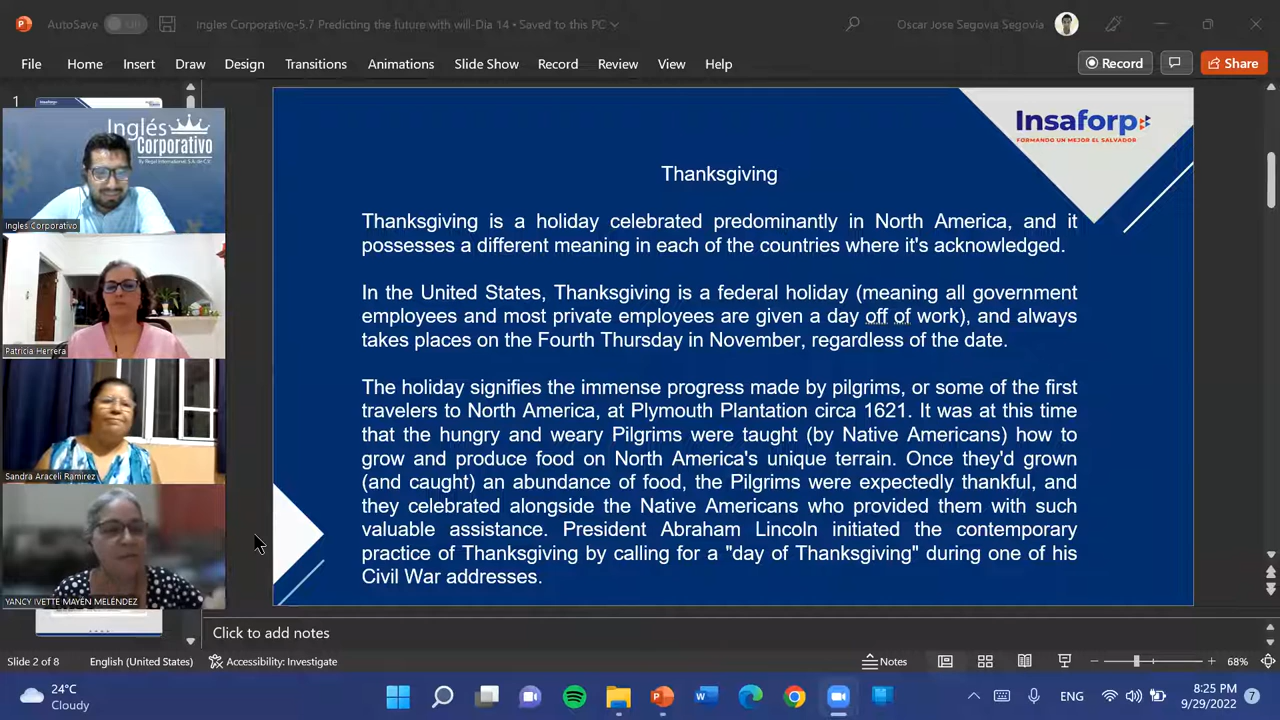 AutoSave
Ingles Corporativo-5.7 Predicting the future with will-Dia 14 • Saved to this PC
Oscar Jose Segovia Segovia
File Home Insert Draw Design Transitions Animations Slide Show Record Review View Help
Record
Share
1
Inglés
Corporativo
By Regal International, S.A. de C.V.
Ingles Corporativo
Patricia Herrera
Sandra Araceli Ramirez
YANCY IVETTE MAYÉN MELÉNDEZ
Insaforp
FORMANDO UN MEJOR EL SALVADOR
Thanksgiving
Thanksgiving is a holiday celebrated predominantly in North America, and it
possesses a different meaning in each of the countries where it's acknowledged.
In the United States, Thanksgiving is a federal holiday (meaning all government
employees and most private employees are given a day off of work), and always
takes places on the Fourth Thursday in November, regardless of the date.
The holiday signifies the immense progress made by pilgrims, or some of the first
travelers to North America, at Plymouth Plantation circa 1621. It was at this time
that the hungry and weary Pilgrims were taught (by Native Americans) how to
grow and produce food on North America's unique terrain. Once they'd grown
(and caught) an abundance of food, the Pilgrims were expectedly thankful, and
they celebrated alongside the Native Americans who provided them with such
valuable assistance. President Abraham Lincoln initiated the contemporary
practice of Thanksgiving by calling for a "day of Thanksgiving" during one of his
Civil War addresses.
Click to add notes
Slide 2 of 8
English (United States)
Accessibility: Investigate
Notes
68%
24°C
Cloudy
ENG
8:25 PM
9/29/2022
7